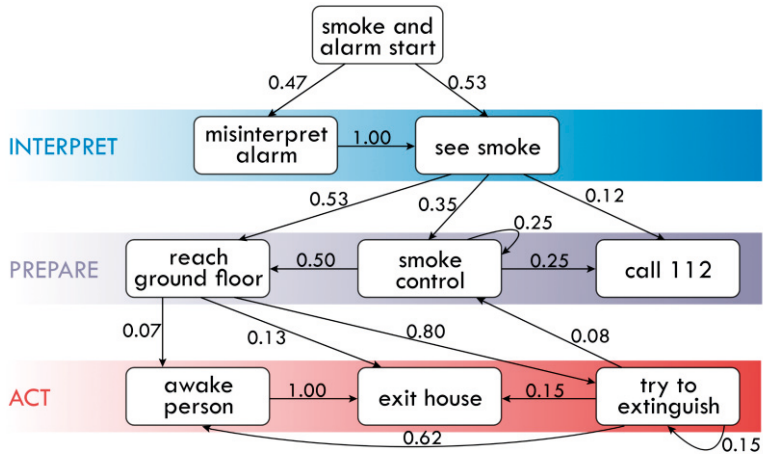 smoke and
alarm start
0.47
0.53
INTERPRET
misinterpret
alarm
1.00
see smoke
0.53
0.35
0.12
0.25
PREPARE
reach
ground floor
0.50
smoke
control
0.25
call 112
0.07
0.13
0.80
0.08
ACT
awake
person
1.00
exit house
0.15
try to
extinguish
0.62
0.15